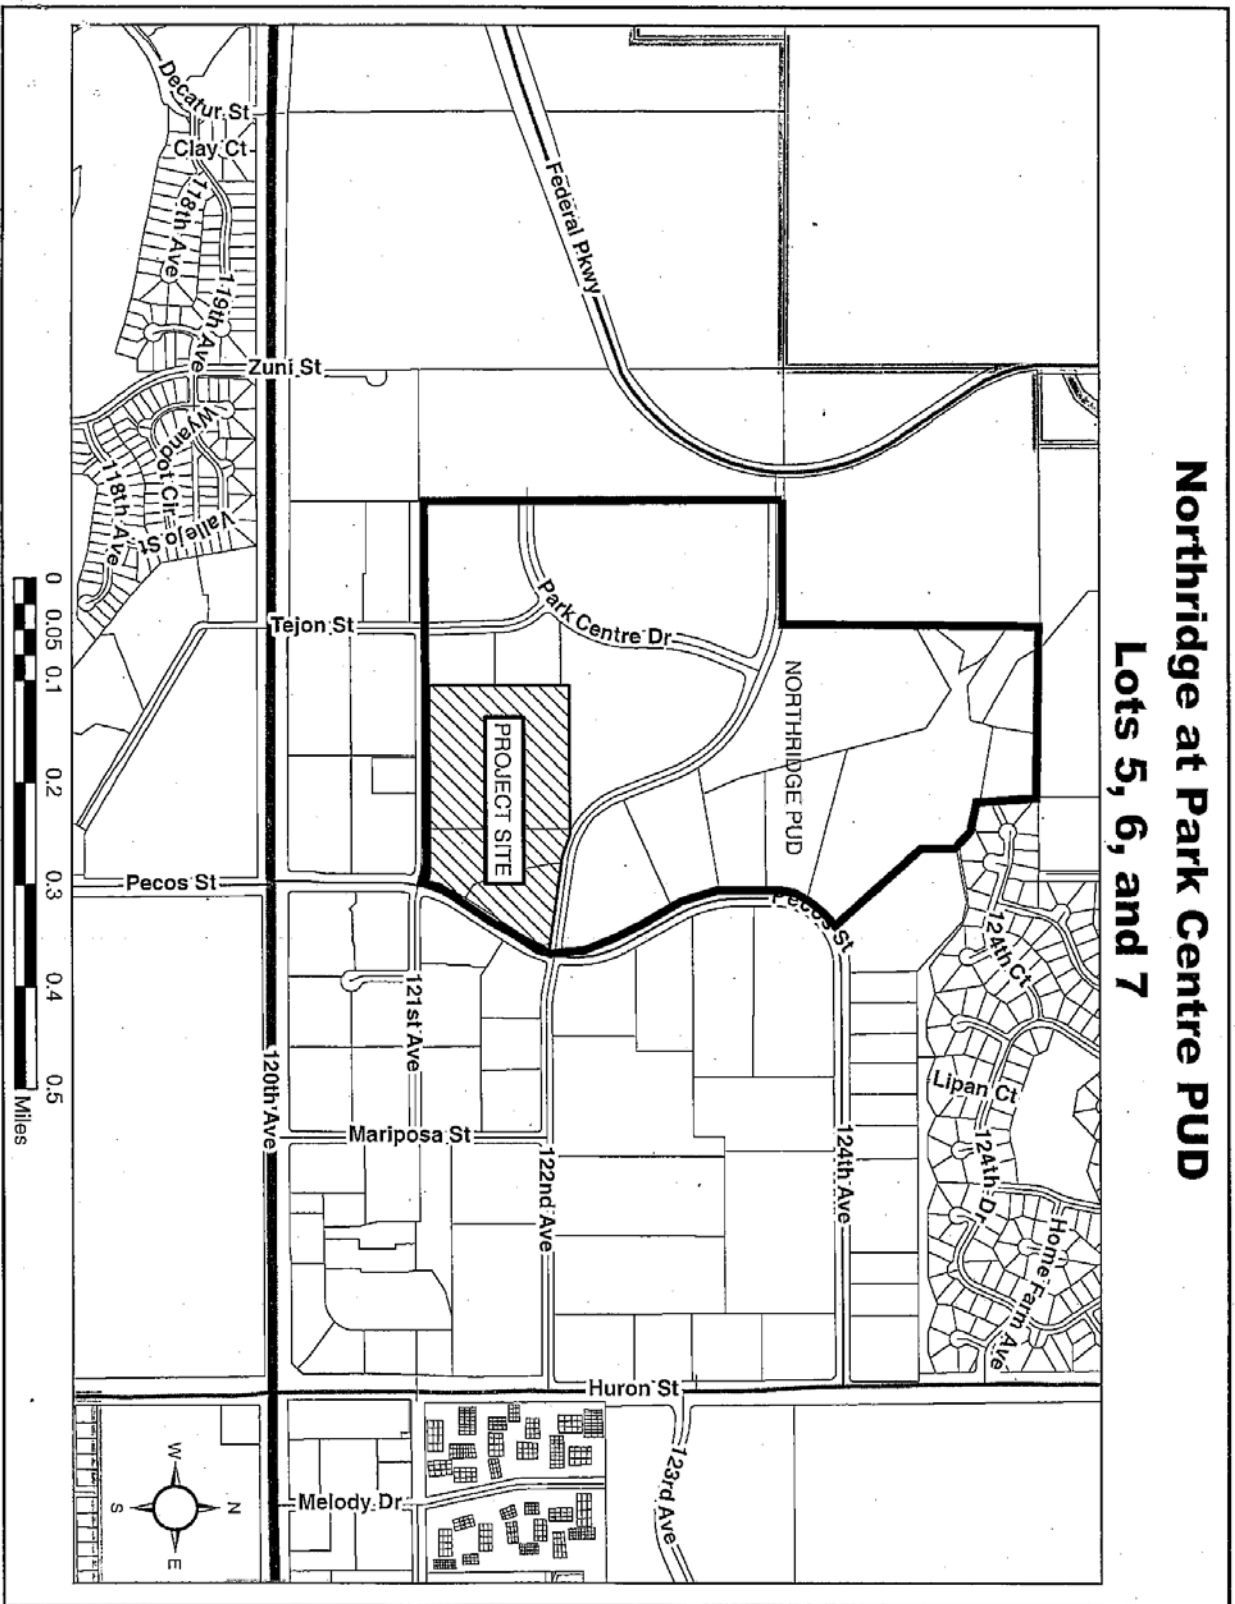 Northridge at Park Centre PUD
Lots 5, 6, and 7
Federal Pkwy
Zuni St
Decatur St
Clay Ct
118th Ave
119th Ave
Wyandot Cir
Vallejo St
118th Ave
Tejon St
Park Centre Dr
NORTHRIDGE PUD
PROJECT SITE
Pecos St
Pecos St
124th Ct
Lipan Ct
124th Dr
Home Farm Ave
124th Ave
122nd Ave
121st Ave
120th Ave
Mariposa St
Huron St
123rd Ave
Melody Dr
0 0.05 0.1 0.2 0.3 0.4 0.5
Miles
N
W
E
S